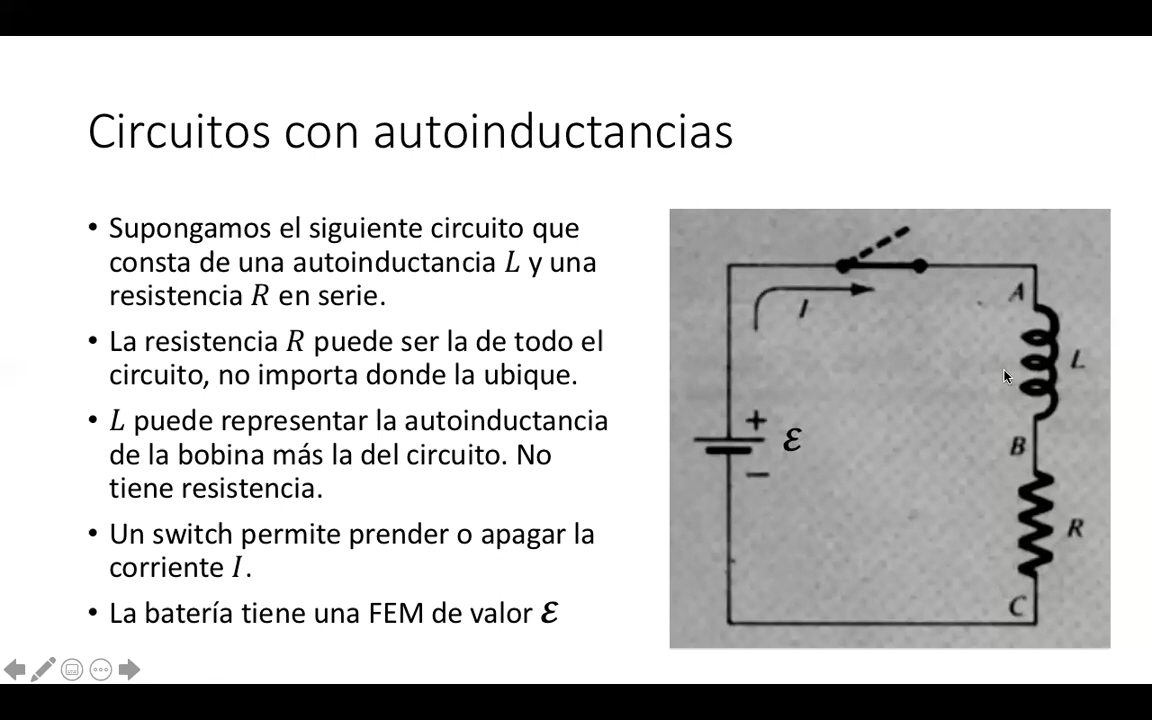 Circuitos con autoinductancias
• Supongamos el siguiente circuito que
consta de una autoinductancia L y una
resistencia R en serie.
• La resistencia R puede ser la de todo el
circuito, no importa donde la ubique.
• L puede representar la autoinductancia
de la bobina más la del circuito. No
tiene resistencia.
• Un switch permite prender o apagar la
corriente I.
• La batería tiene una FEM de valor ℰ
I
A
L
+
ℰ
−
B
R
C